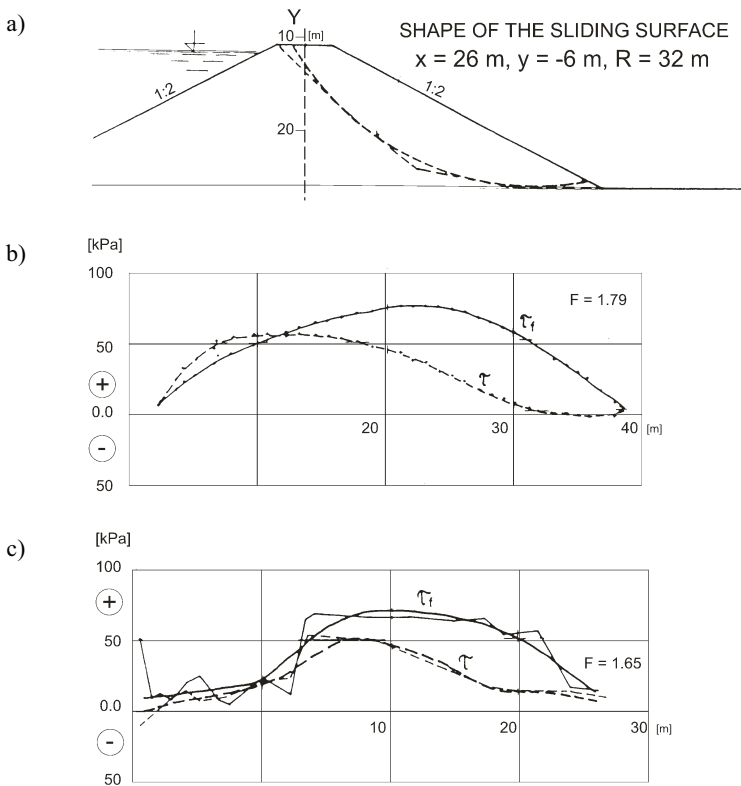 a)
Y
10 [m]
SHAPE OF THE SLIDING SURFACE
x = 26 m, y = -6 m, R = 32 m
1:2
1:2
20
b)
[kPa]
100
F = 1.79
τf
50
τ
+
0.0
20
30
40 [m]
-
50
c)
[kPa]
100
+
τf
50
τ
F = 1.65
0.0
10
20
30 [m]
-
50